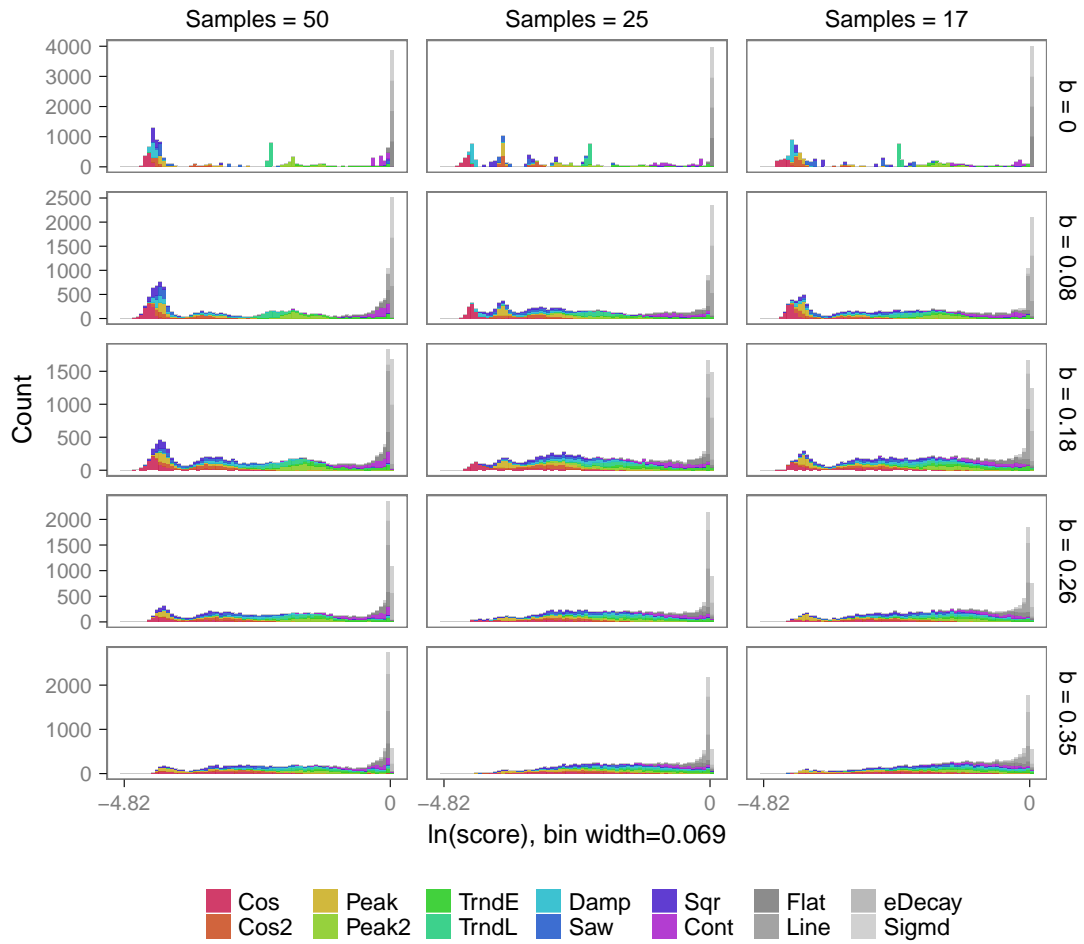 Samples = 50 Samples = 25 Samples = 17
4000
3000
2000
1000
0
b = 0
2500
2000
1500
1000
500
0
b = 0.08
1500
1000
500
0
b = 0.18
2000
1500
1000
500
0
b = 0.26
2000
1000
0
b = 0.35
Count
−4.82 0 −4.82 0 −4.82 0
ln(score), bin width=0.069
Cos Peak TrndE Damp Sqr Flat eDecay
Cos2 Peak2 TrndL Saw Cont Line Sigmd